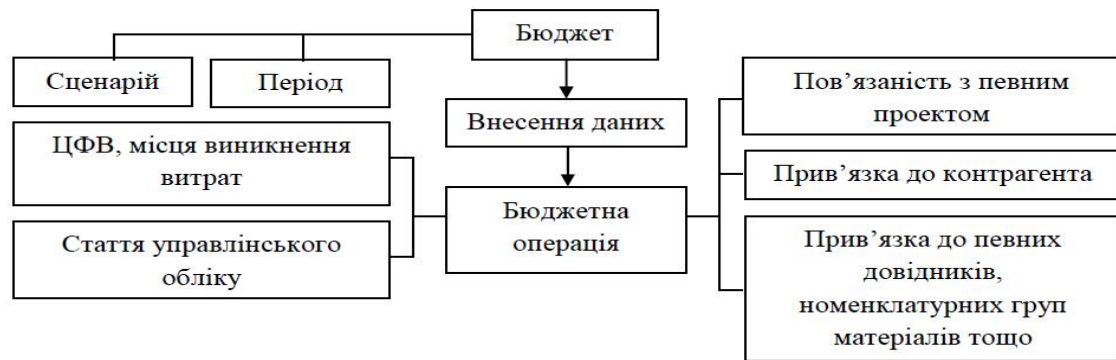 Бюджет
Сценарій
Період
Внесення даних
ЦФВ, місця виникнення
витрат
Стаття управлінського
обліку
Бюджетна
операція
Пов’язаність з певним
проектом
Прив’язка до контрагента
Прив’язка до певних
довідників,
номенклатурних груп
матеріалів тощо